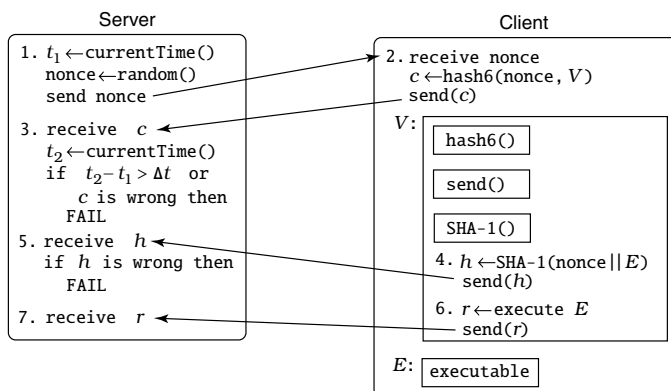 Server
1. t₁←currentTime()
nonce←random()
send nonce
3. receive c
t₂←currentTime()
if t₂–t₁ > Δt or
c is wrong then
FAIL
5. receive h
if h is wrong then
FAIL
7. receive r
Client
2. receive nonce
c←hash6(nonce, V)
send(c)
V:
hash6()
send()
SHA-1()
4. h←SHA-1(nonce||E)
send(h)
6. r←execute E
send(r)
E: executable